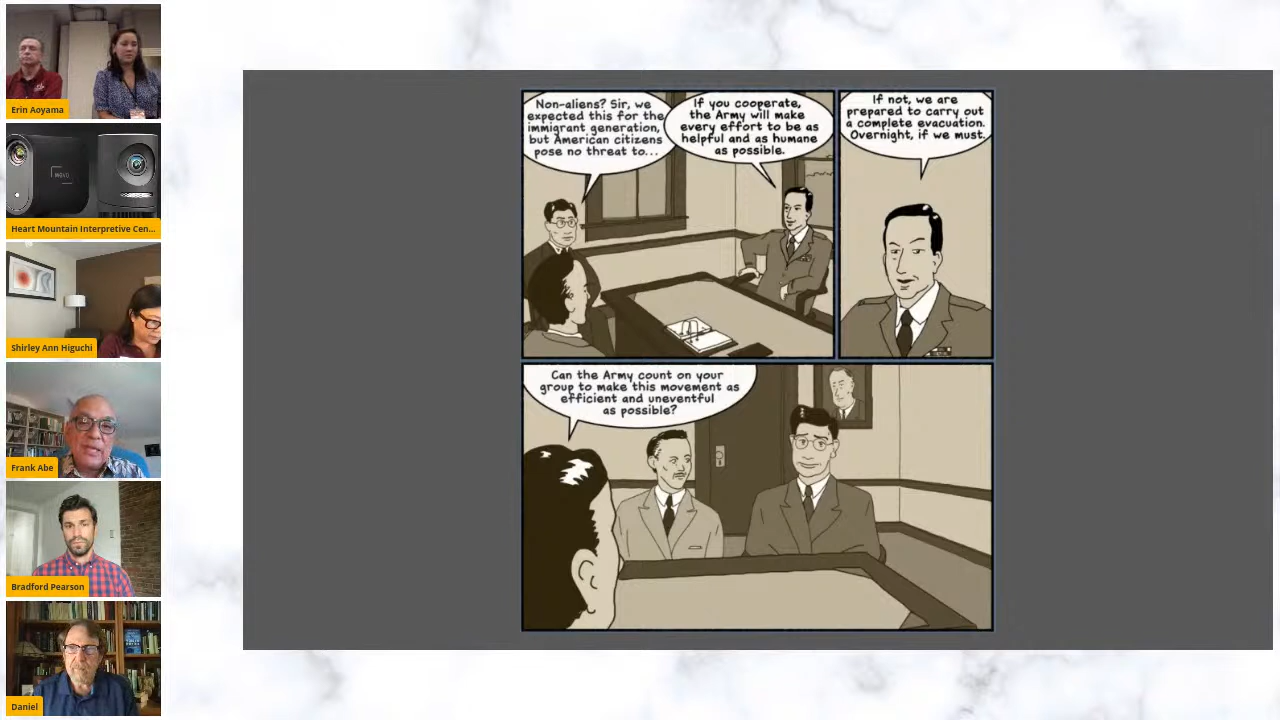 Erin Aoyama
Heart Mountain Interpretive Cen...
Shirley Ann Higuchi
Frank Abe
Bradford Pearson
Daniel
Non-aliens? Sir, we
expected this for the
immigrant generation,
but American citizens
pose no threat to...
If you cooperate,
the Army will make
every effort to be as
helpful and as humane
as possible.
If not, we are
prepared to carry out
a complete evacuation.
Overnight, if we must.
Can the Army count on your
group to make this movement as
efficient and uneventful
as possible?